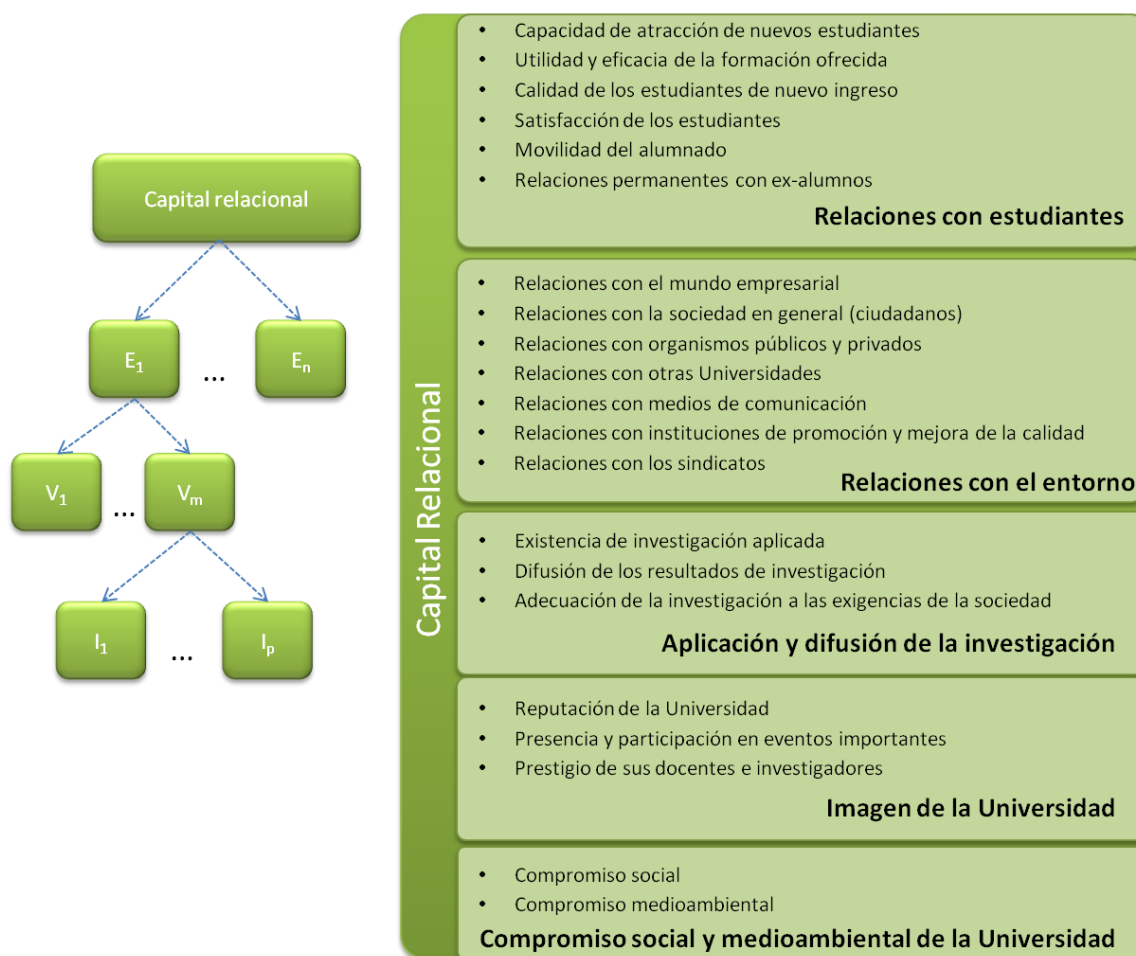 Capital relacional
E1
...
En
V1
...
Vm
I1
...
Ip
Capital Relacional
• Capacidad de atracción de nuevos estudiantes
• Utilidad y eficacia de la formación ofrecida
• Calidad de los estudiantes de nuevo ingreso
• Satisfacción de los estudiantes
• Movilidad del alumnado
• Relaciones permanentes con ex-alumnos
Relaciones con estudiantes
• Relaciones con el mundo empresarial
• Relaciones con la sociedad en general (ciudadanos)
• Relaciones con organismos públicos y privados
• Relaciones con otras Universidades
• Relaciones con medios de comunicación
• Relaciones con instituciones de promoción y mejora de la calidad
• Relaciones con los sindicatos
Relaciones con el entorno
• Existencia de investigación aplicada
• Difusión de los resultados de investigación
• Adecuación de la investigación a las exigencias de la sociedad
Aplicación y difusión de la investigación
• Reputación de la Universidad
• Presencia y participación en eventos importantes
• Prestigio de sus docentes e investigadores
Imagen de la Universidad
• Compromiso social
• Compromiso medioambiental
Compromiso social y medioambiental de la Universidad